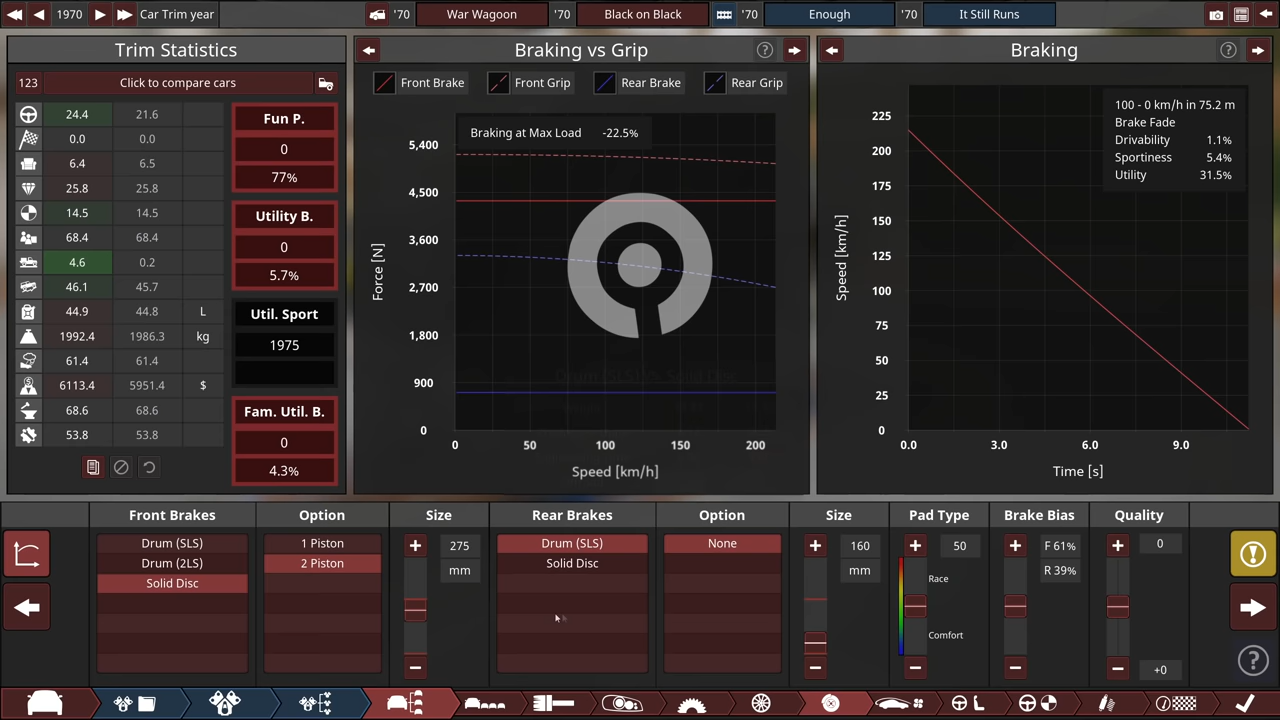 1970 Car Trim year '70 War Wagoon '70 Black on Black '70 Enough '70 It Still Runs
Trim Statistics
123 Click to compare cars
24.4 21.6
0.0 0.0
6.4 6.5
25.8 25.8
14.5 14.5
68.4 68.4
4.6 0.2
46.1 45.7
44.9 44.8 L
1992.4 1986.3 kg
61.4 61.4
6113.4 5951.4 $
68.6 68.6
53.8 53.8
Fun P.
0
77%
Utility B.
0
5.7%
Util. Sport
1975
Fam. Util. B.
0
4.3%
Braking vs Grip ?
Front Brake Front Grip Rear Brake Rear Grip
Braking at Max Load -22.5%
Force [N]
5,400
4,500
3,600
2,700
1,800
900
0
0 50 100 150 200
Speed [km/h]
Braking ?
100 - 0 km/h in 75.2 m
Brake Fade
Drivability 1.1%
Sportiness 5.4%
Utility 31.5%
Speed [km/h]
225
200
175
150
125
100
75
50
25
0
0.0 3.0 6.0 9.0
Time [s]
Front Brakes
Drum (SLS)
Drum (2LS)
Solid Disc
Option
1 Piston
2 Piston
Size
275
mm
Rear Brakes
Drum (SLS)
Solid Disc
Option
None
Size
160
mm
Pad Type
50
Race
Comfort
Brake Bias
F 61%
R 39%
Quality
0
+0
?